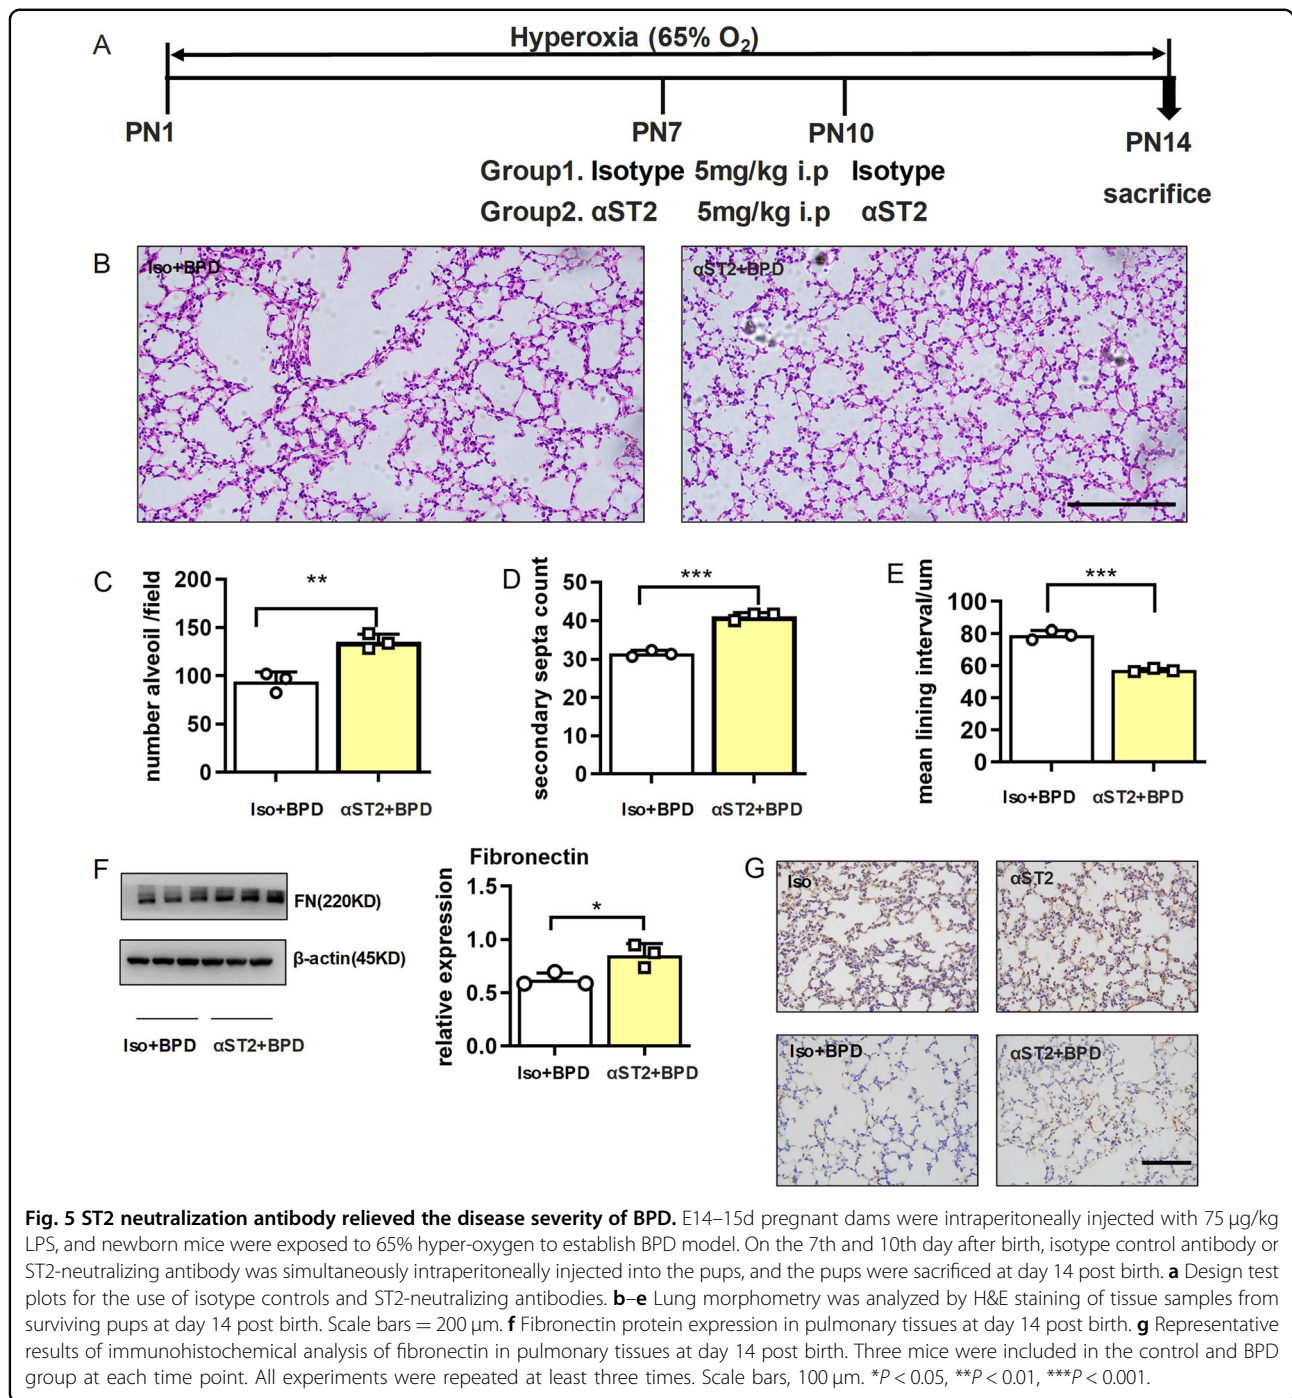 A
Hyperoxia (65% O₂)
PN1
PN7
PN10
PN14
Group1. Isotype 5mg/kg i.p Isotype
Group2. αST2 5mg/kg i.p αST2
sacrifice
B
Iso+BPD
αST2+BPD
C
number alveoil /field
200
150
100
50
0
**
Iso+BPD
αST2+BPD
D
secondary septa count
50
40
30
20
10
0
***
Iso+BPD
αST2+BPD
E
mean lining interval/um
100
80
60
40
20
0
***
Iso+BPD
αST2+BPD
F
FN(220KD)
β-actin(45KD)
Iso+BPD
αST2+BPD
Fibronectin
relative expression
1.5
1.0
0.5
0.0
*
Iso+BPD
αST2+BPD
G
Iso
αST2
Iso+BPD
αST2+BPD
Fig. 5 ST2 neutralization antibody relieved the disease severity of BPD. E14–15d pregnant dams were intraperitoneally injected with 75 µg/kg
LPS, and newborn mice were exposed to 65% hyper-oxygen to establish BPD model. On the 7th and 10th day after birth, isotype control antibody or
ST2-neutralizing antibody was simultaneously intraperitoneally injected into the pups, and the pups were sacrificed at day 14 post birth. a Design test
plots for the use of isotype controls and ST2-neutralizing antibodies. b–e Lung morphometry was analyzed by H&E staining of tissue samples from
surviving pups at day 14 post birth. Scale bars = 200 µm. f Fibronectin protein expression in pulmonary tissues at day 14 post birth. g Representative
results of immunohistochemical analysis of fibronectin in pulmonary tissues at day 14 post birth. Three mice were included in the control and BPD
group at each time point. All experiments were repeated at least three times. Scale bars, 100 µm. *P < 0.05, **P < 0.01, ***P < 0.001.